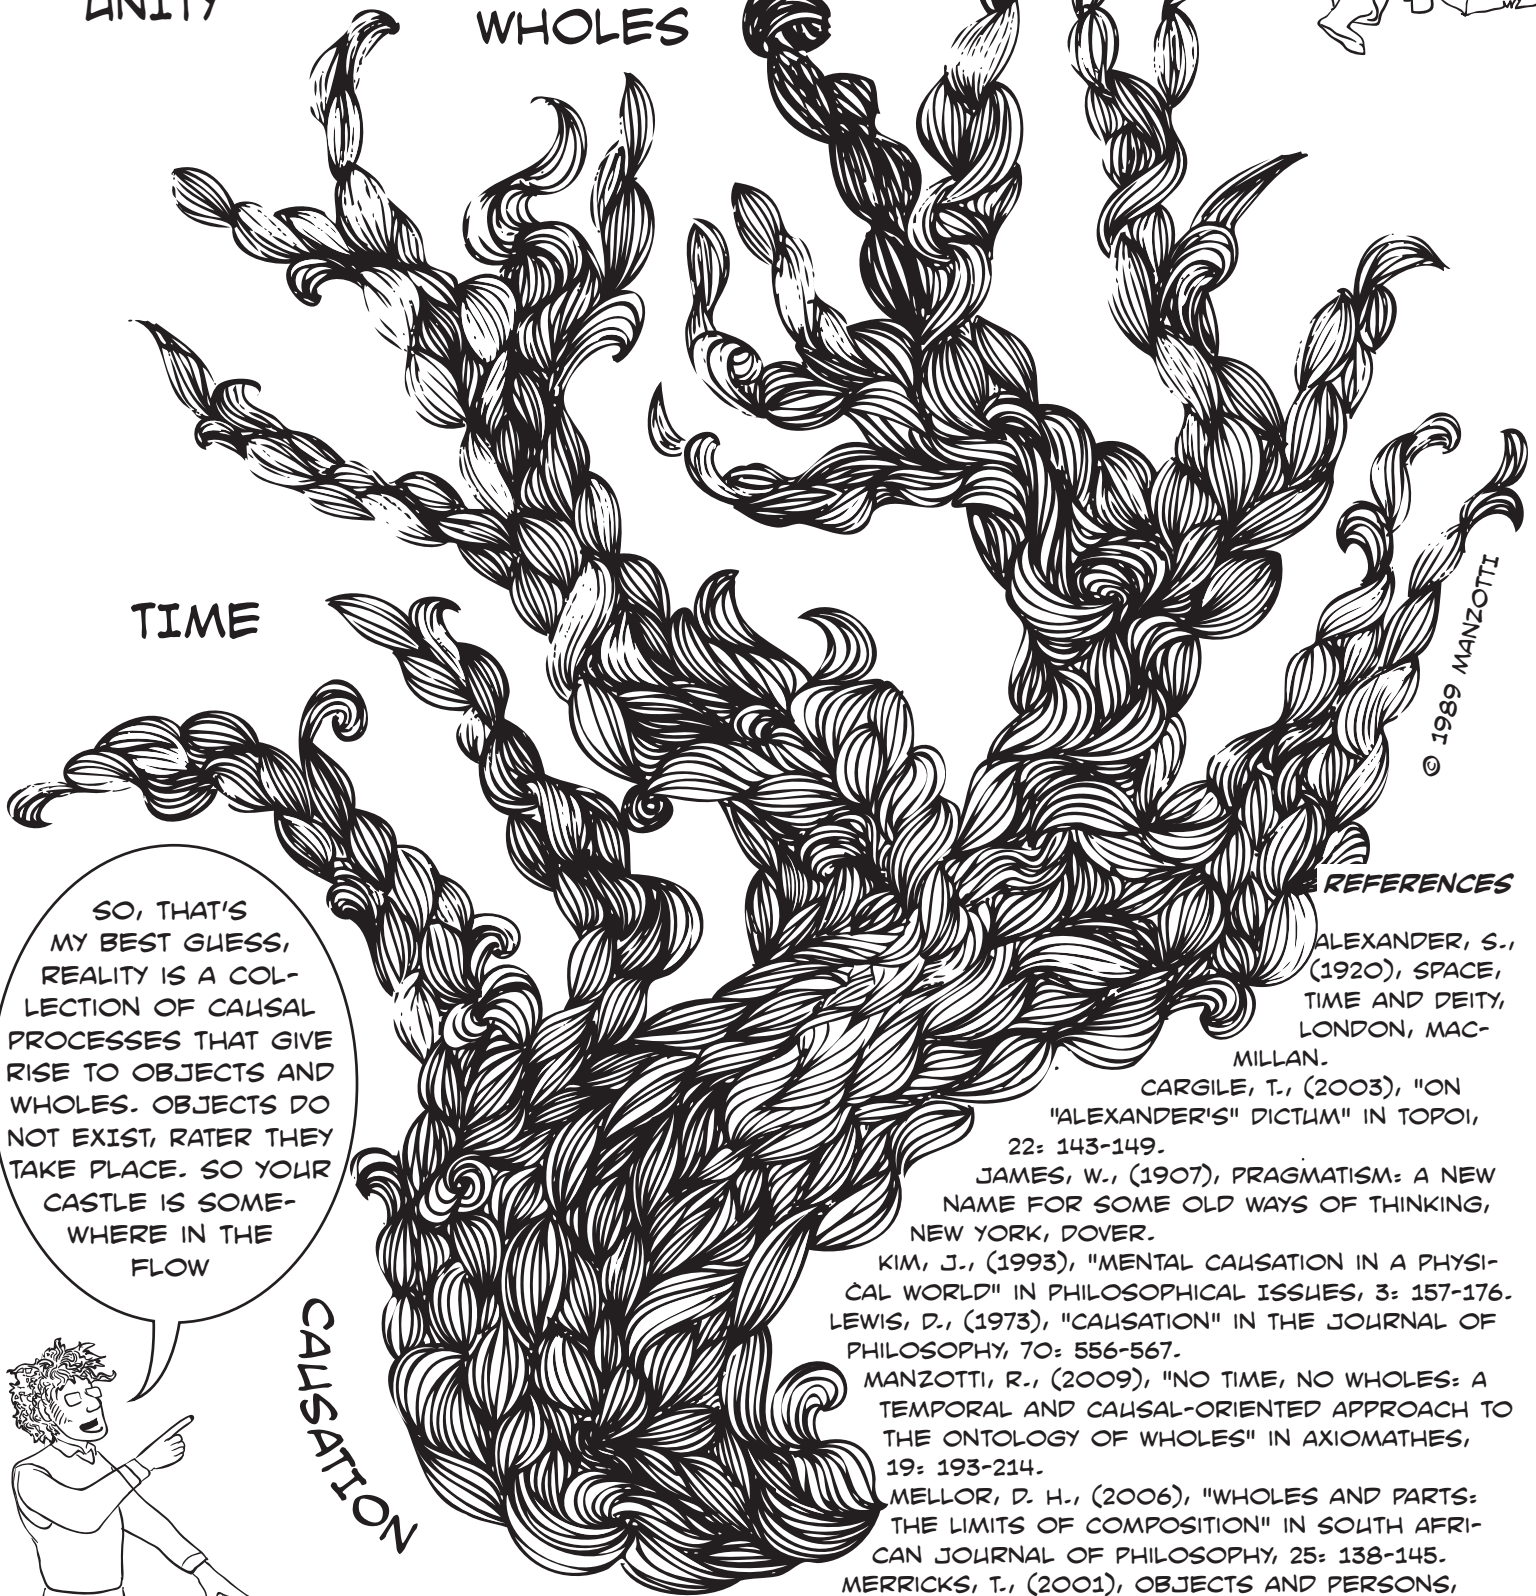 UNITY
WHOLES
TIME
© 1989 MANZOTTI
SO, THAT'S
MY BEST GUESS,
REALITY IS A COL-
LECTION OF CAUSAL
PROCESSES THAT GIVE
RISE TO OBJECTS AND
WHOLES. OBJECTS DO
NOT EXIST, RATER THEY
TAKE PLACE. SO YOUR
CASTLE IS SOME-
WHERE IN THE
FLOW
CAUSATION
REFERENCES
ALEXANDER, S.,
(1920), SPACE,
TIME AND DEITY,
LONDON, MAC-
MILLAN.
CARGILE, T., (2003), "ON
"ALEXANDER'S" DICTUM" IN TOPOI,
22: 143-149.
JAMES, W., (1907), PRAGMATISM: A NEW
NAME FOR SOME OLD WAYS OF THINKING,
NEW YORK, DOVER.
KIM, J., (1993), "MENTAL CAUSATION IN A PHYSI-
CAL WORLD" IN PHILOSOPHICAL ISSUES, 3: 157-176.
LEWIS, D., (1973), "CAUSATION" IN THE JOURNAL OF
PHILOSOPHY, 70: 556-567.
MANZOTTI, R., (2009), "NO TIME, NO WHOLES: A
TEMPORAL AND CAUSAL-ORIENTED APPROACH TO
THE ONTOLOGY OF WHOLES" IN AXIOMATHES,
19: 193-214.
MELLOR, D. H., (2006), "WHOLES AND PARTS:
THE LIMITS OF COMPOSITION" IN SOUTH AFRI-
CAN JOURNAL OF PHILOSOPHY, 25: 138-145.
MERRICKS, T., (2001), OBJECTS AND PERSONS,